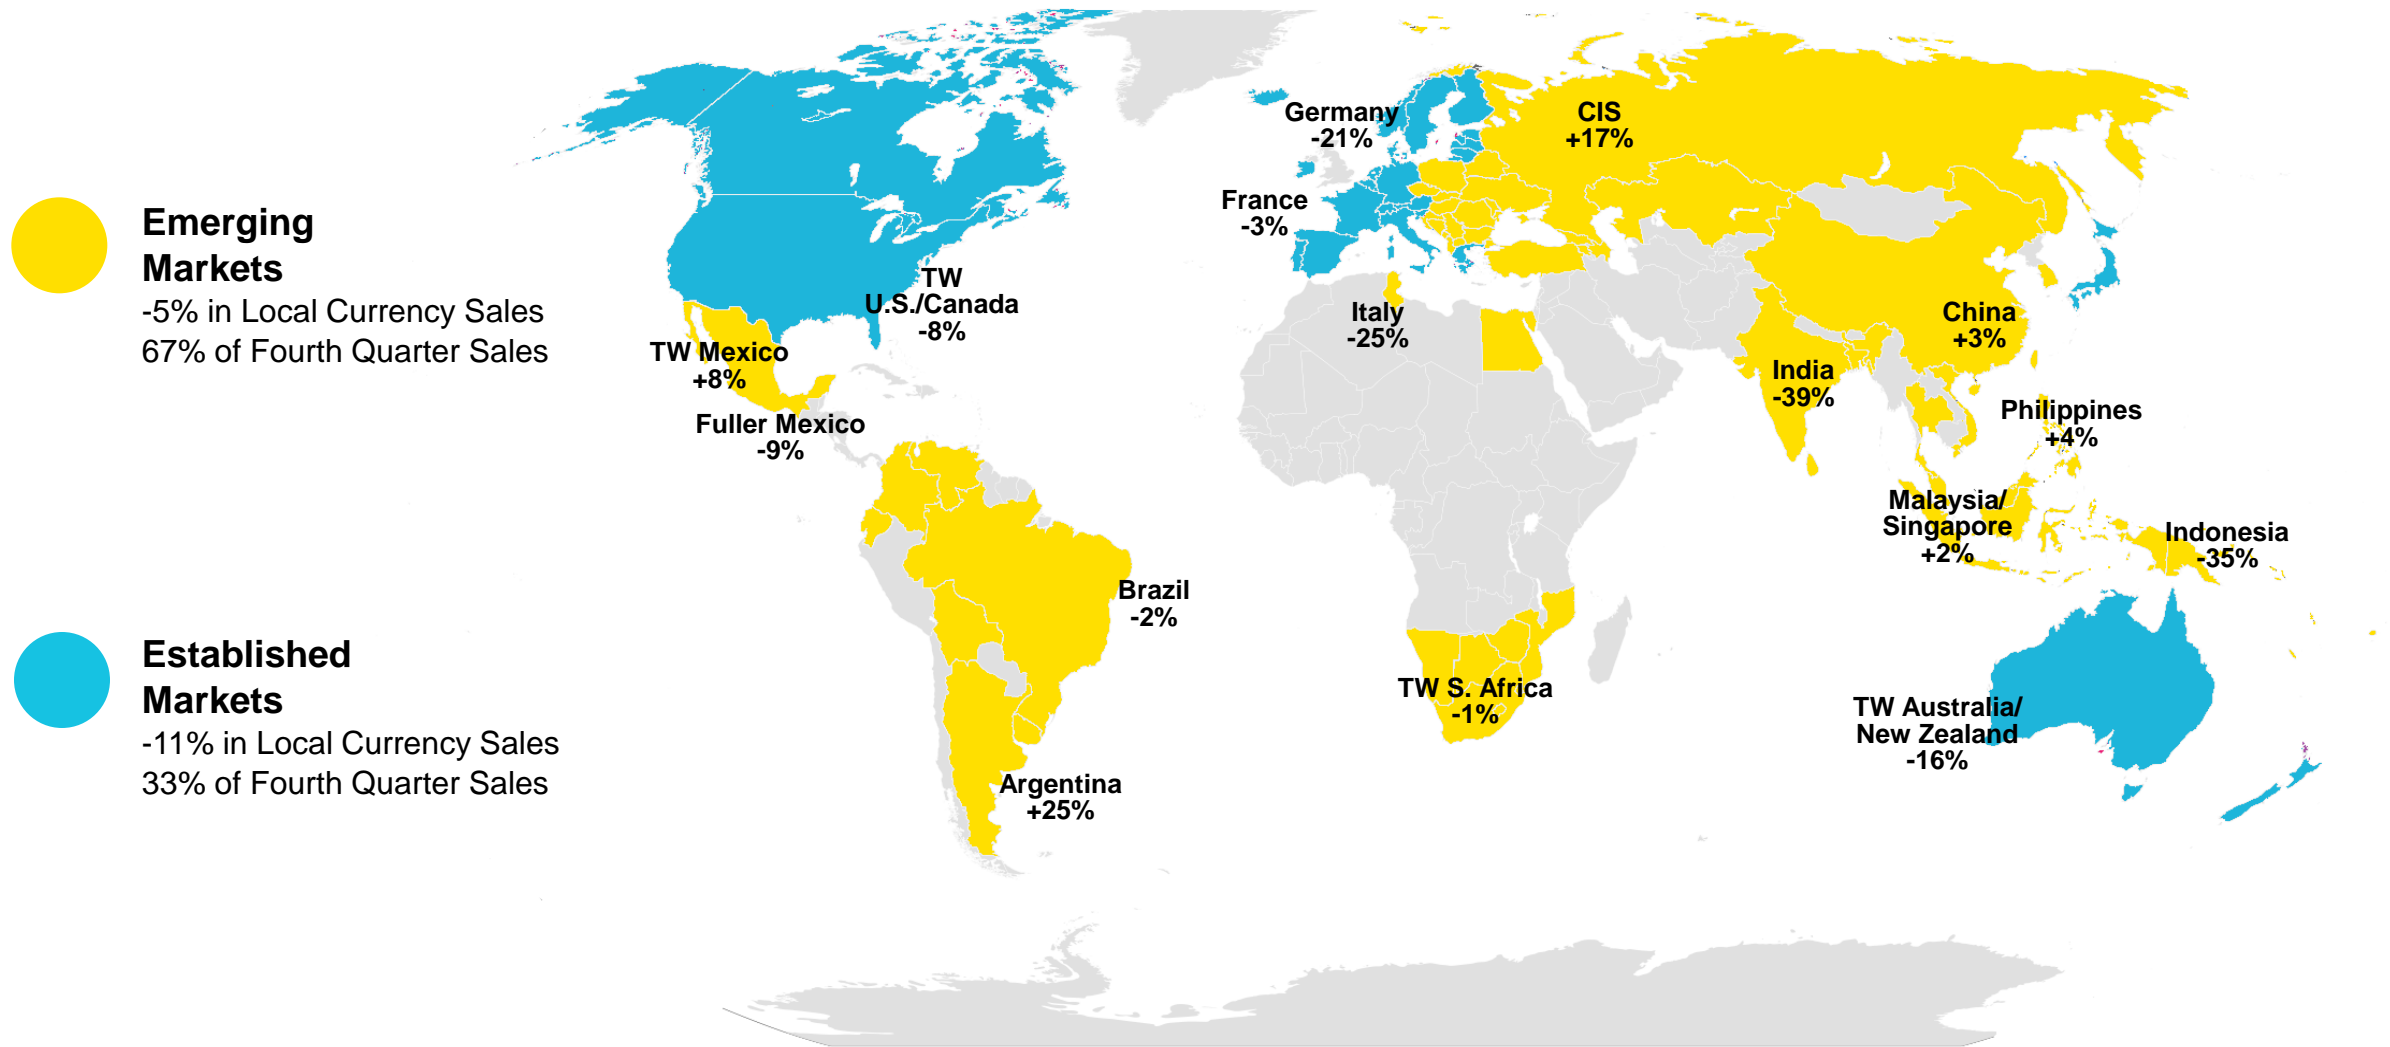 Emerging
Markets
-5% in Local Currency Sales
67% of Fourth Quarter Sales
Established
Markets
-11% in Local Currency Sales
33% of Fourth Quarter Sales
TW
U.S./Canada
-8%
TW Mexico
+8%
Fuller Mexico
-9%
Brazil
-2%
Argentina
+25%
Germany
-21%
France
-3%
Italy
-25%
CIS
+17%
TW S. Africa
-1%
China
+3%
India
-39%
Philippines
+4%
Malaysia/
Singapore
+2%
Indonesia
-35%
TW Australia/
New Zealand
-16%